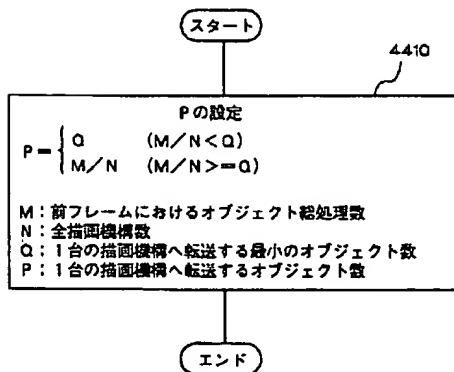 スタート
4410
Pの設定
P= { Q (M/N<Q)
M/N (M/N>=Q)
M:前フレームにおけるオブジェクト総処理数
N:全描画機構数
Q:1台の描画機構へ転送する最小のオブジェクト数
P:1台の描画機構へ転送するオブジェクト数
エンド